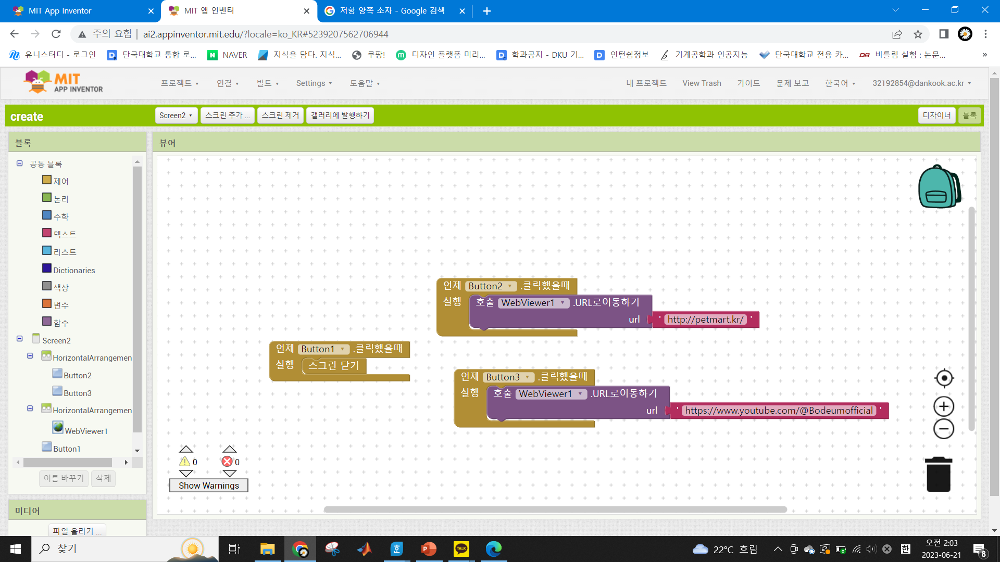 MIT App Inventor
MIT 앱 인벤터
저항 양쪽 소자 - Google 검색
주의 요함
ai2.appinventor.mit.edu/?locale=ko_KR#5239207562706944
유니스터디 - 로그인
단국대학교 통합 로...
NAVER
지식을 담다. 지식...
쿠팡!
디자인 플랫폼 미리...
학과공지 - DKU 기...
인턴쉽정보
기계공학과 인공지능
단국대학교 전용 카...
비틀림 실험 : 논문...
MIT
APP INVENTOR
프로젝트
연결
빌드
Settings
도움말
내 프로젝트
View Trash
가이드
문제 보고
한국어
32192854@dankook.ac.kr
create
Screen2
스크린 추가 ...
스크린 제거
갤러리에 발행하기
디자이너
블록
블록
뷰어
공통 블록
제어
논리
수학
텍스트
리스트
Dictionaries
색상
변수
함수
Screen2
HorizontalArrangemen
Button2
Button3
HorizontalArrangemen
WebViewer1
Button1
이름 바꾸기
삭제
미디어
파일 올리기 ...
언제 Button2 .클릭했을때
실행 호출 WebViewer1 .URL로이동하기
url ' http://petmart.kr/ '
언제 Button1 .클릭했을때
실행 스크린 닫기
언제 Button3 .클릭했을때
실행 호출 WebViewer1 .URL로이동하기
url ' https://www.youtube.com/@Bodeumofficial '
0
0
Show Warnings
찾기
TALK
22°C 흐림
한
오전 2:03
2023-06-21
8